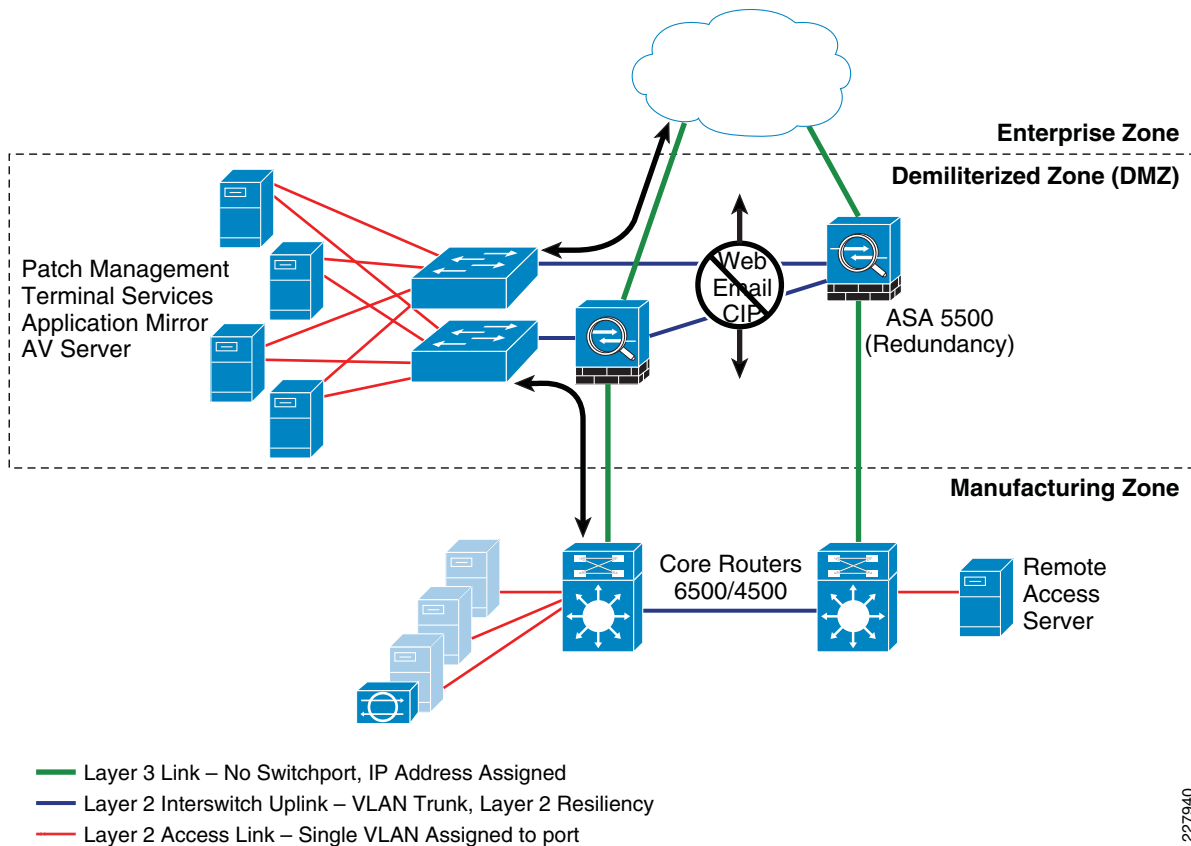 Enterprise Zone
Demiliterized Zone (DMZ)
Patch Management
Terminal Services
Application Mirror
AV Server
Web
Email
CIP
ASA 5500
(Redundancy)
Manufacturing Zone
Core Routers
6500/4500
Remote
Access
Server
Layer 3 Link – No Switchport, IP Address Assigned
Layer 2 Interswitch Uplink – VLAN Trunk, Layer 2 Resiliency
Layer 2 Access Link – Single VLAN Assigned to port
227940